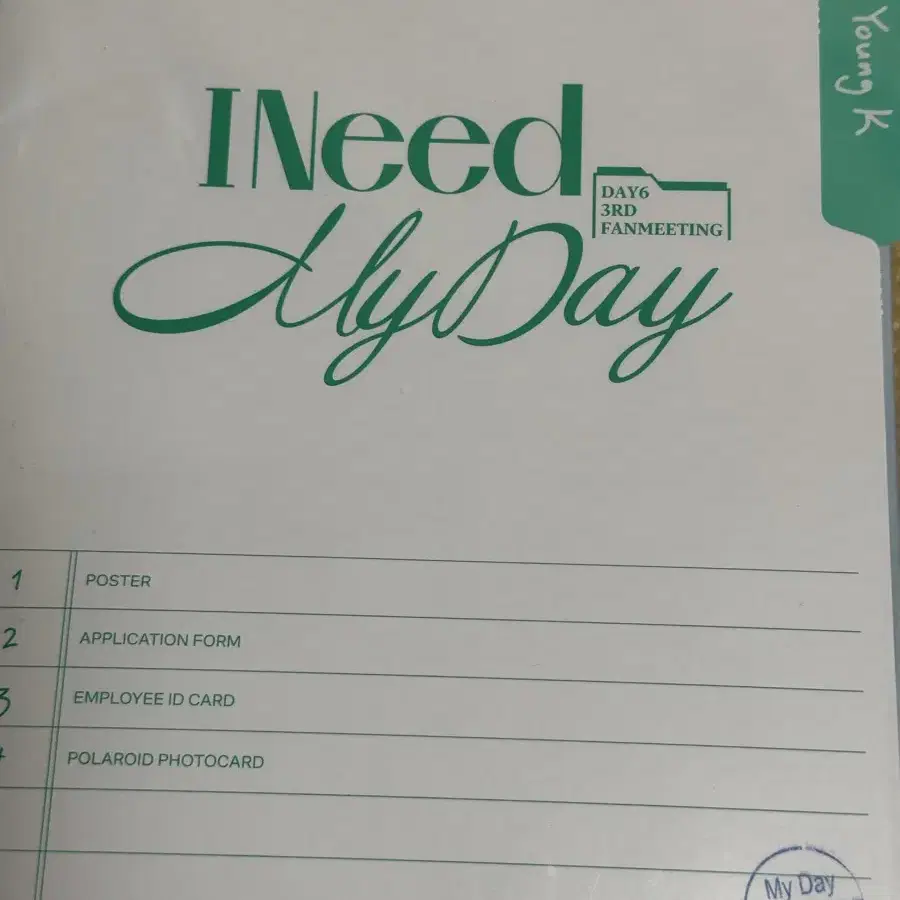 Young K
I Need
DAY6
3RD
FANMEETING
My Day
1 POSTER
2 APPLICATION FORM
3 EMPLOYEE ID CARD
POLAROID PHOTOCARD
My Day